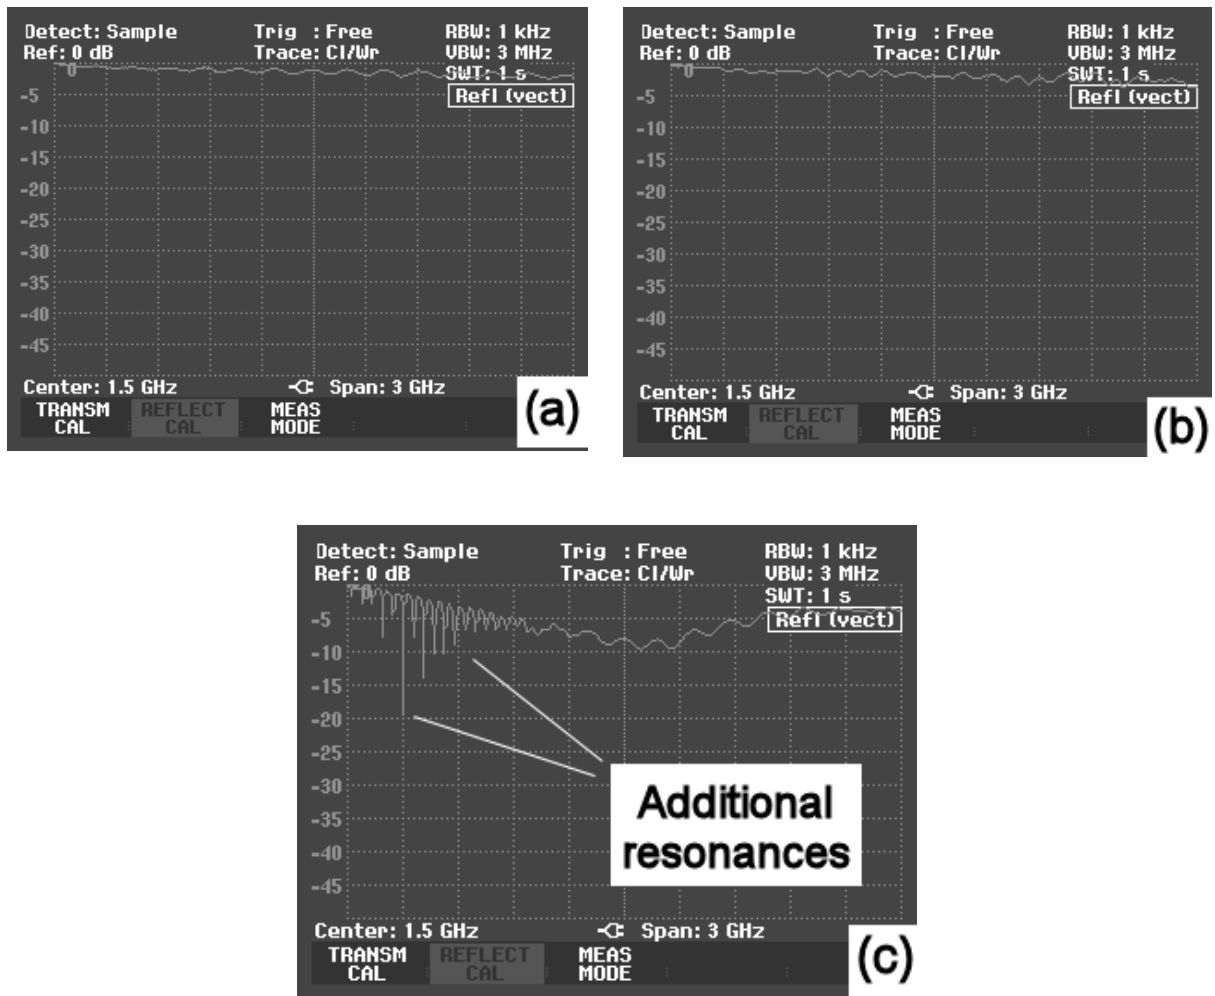 Detect: Sample Trig : Free RBW: 1 kHz
Ref: 0 dB Trace: Cl/Wr VBW: 3 MHz
SWT: 1 s
0
Refl (vect)
-5
-10
-15
-20
-25
-30
-35
-40
-45
Center: 1.5 GHz Span: 3 GHz
TRANSM REFLECT MEAS
CAL CAL MODE
(a)
Detect: Sample Trig : Free RBW: 1 kHz
Ref: 0 dB Trace: Cl/Wr VBW: 3 MHz
SWT: 1 s
0
Refl (vect)
-5
-10
-15
-20
-25
-30
-35
-40
-45
Center: 1.5 GHz Span: 3 GHz
TRANSM REFLECT MEAS
CAL CAL MODE
(b)
Detect: Sample Trig : Free RBW: 1 kHz
Ref: 0 dB Trace: Cl/Wr VBW: 3 MHz
SWT: 1 s
0
Refl (vect)
-5
-10
-15
-20
-25
-30
-35
-40
-45
Additional
resonances
Center: 1.5 GHz Span: 3 GHz
TRANSM REFLECT MEAS
CAL CAL MODE
(c)